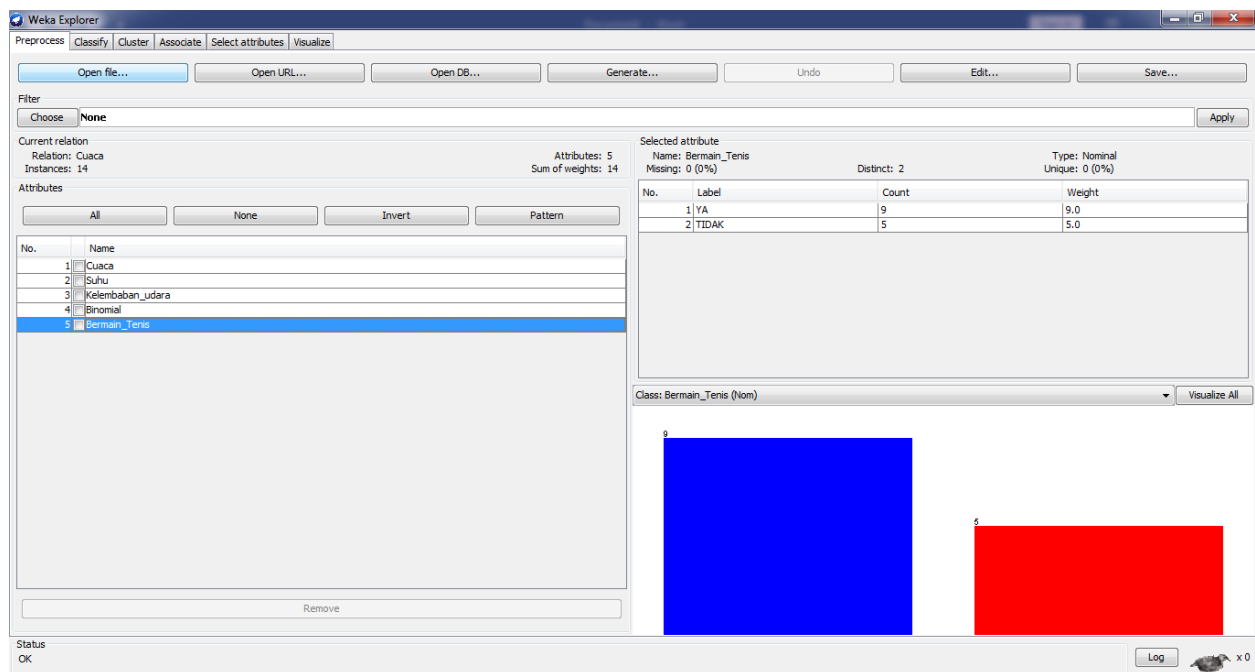 Weka Explorer
Preprocess Classify Cluster Associate Select attributes Visualize
Open file... Open URL... Open DB... Generate... Undo Edit... Save...
Filter
Choose None Apply
Current relation
Relation: Cuaca Attributes: 5
Instances: 14 Sum of weights: 14
Attributes
All None Invert Pattern
No. Name
1 Cuaca
2 Suhu
3 Kelembaban_udara
4 Binomial
5 Bermain_Tenis
Remove
Selected attribute
Name: Bermain_Tenis Type: Nominal
Missing: 0 (0%) Distinct: 2 Unique: 0 (0%)
No. Label Count Weight
1 YA 9 9.0
2 TIDAK 5 5.0
Class: Bermain_Tenis (Nom) Visualize All
9
5
Status
OK Log x 0